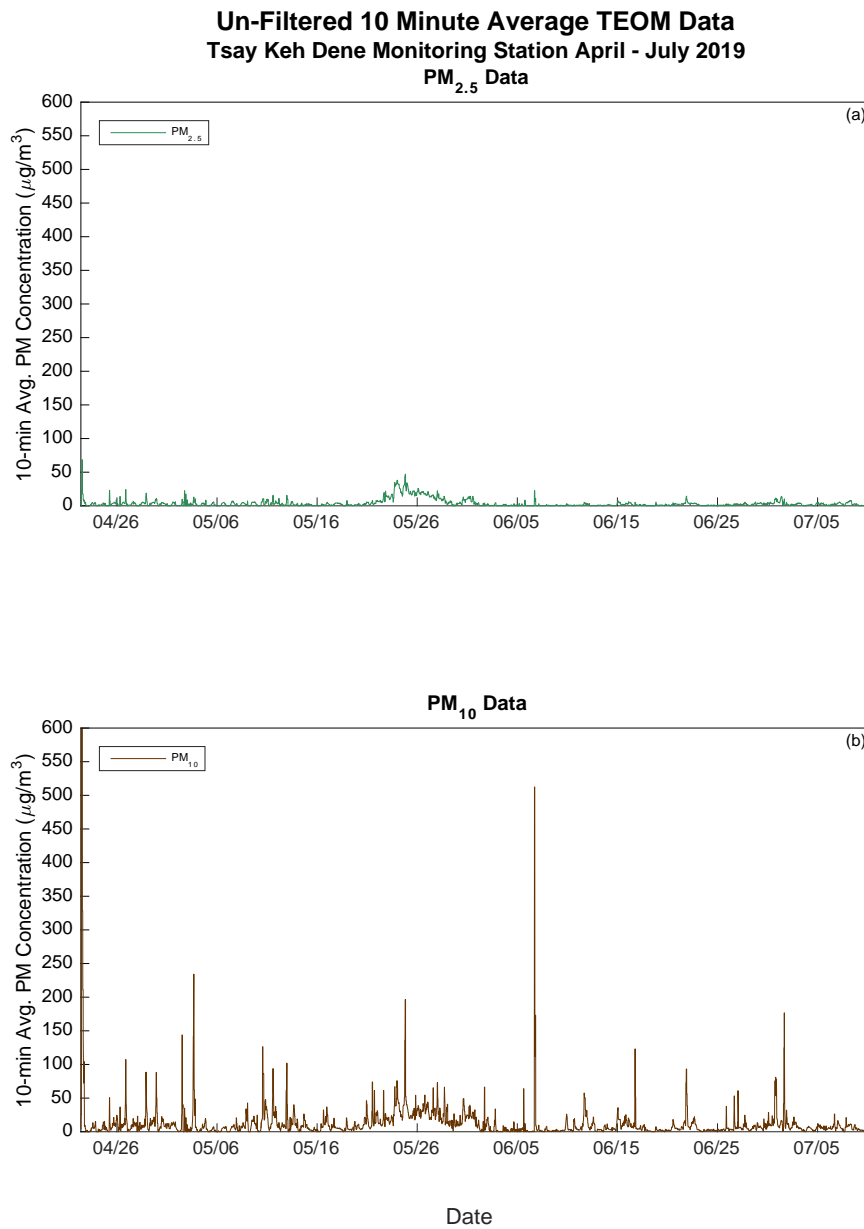 Un-Filtered 10 Minute Average TEOM Data
Tsay Keh Dene Monitoring Station April - July 2019
PM2.5 Data
(a)
PM2.5
10-min Avg. PM Concentration (μg/m3)
600
550
500
450
400
350
300
250
200
150
100
50
0
04/26 05/06 05/16 05/26 06/05 06/15 06/25 07/05
PM10 Data
(b)
PM10
10-min Avg. PM Concentration (μg/m3)
600
550
500
450
400
350
300
250
200
150
100
50
0
04/26 05/06 05/16 05/26 06/05 06/15 06/25 07/05
Date